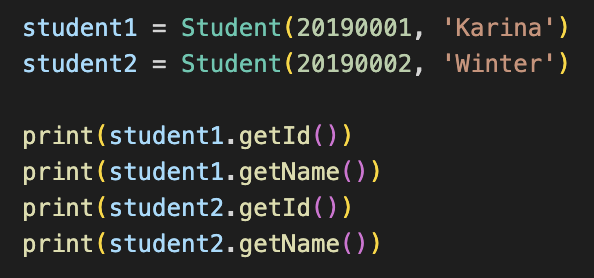 student1 = Student(20190001, 'Karina')
student2 = Student(20190002, 'Winter')
print(student1.getId())
print(student1.getName())
print(student2.getId())
print(student2.getName())